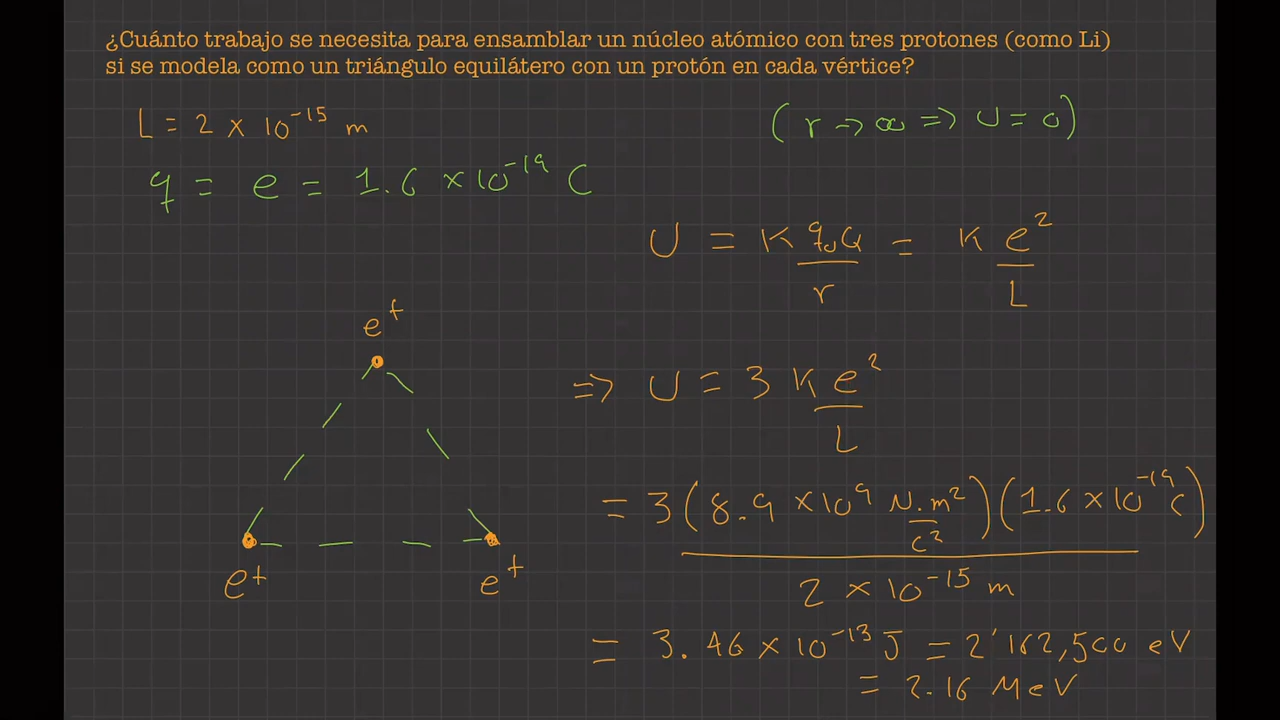 ¿Cuánto trabajo se necesita para ensamblar un núcleo atómico con tres protones (como Li)
si se modela como un triángulo equilátero con un protón en cada vértice?
L = 2 × 10⁻¹⁵ m
(r → ∞ ⇒ U = 0)
q = e = 1.6 × 10⁻¹⁹ C
U = K q₀Q / r = K e² / L
e⁺
⇒ U = 3 K e² / L
= 3 (8.9 × 10⁹ N.m² / C²) (1.6 × 10⁻¹⁹ C)
2 × 10⁻¹⁵ m
e⁺ e⁺
= 3.46 × 10⁻¹³ J = 2'162,500 eV
= 2.16 MeV